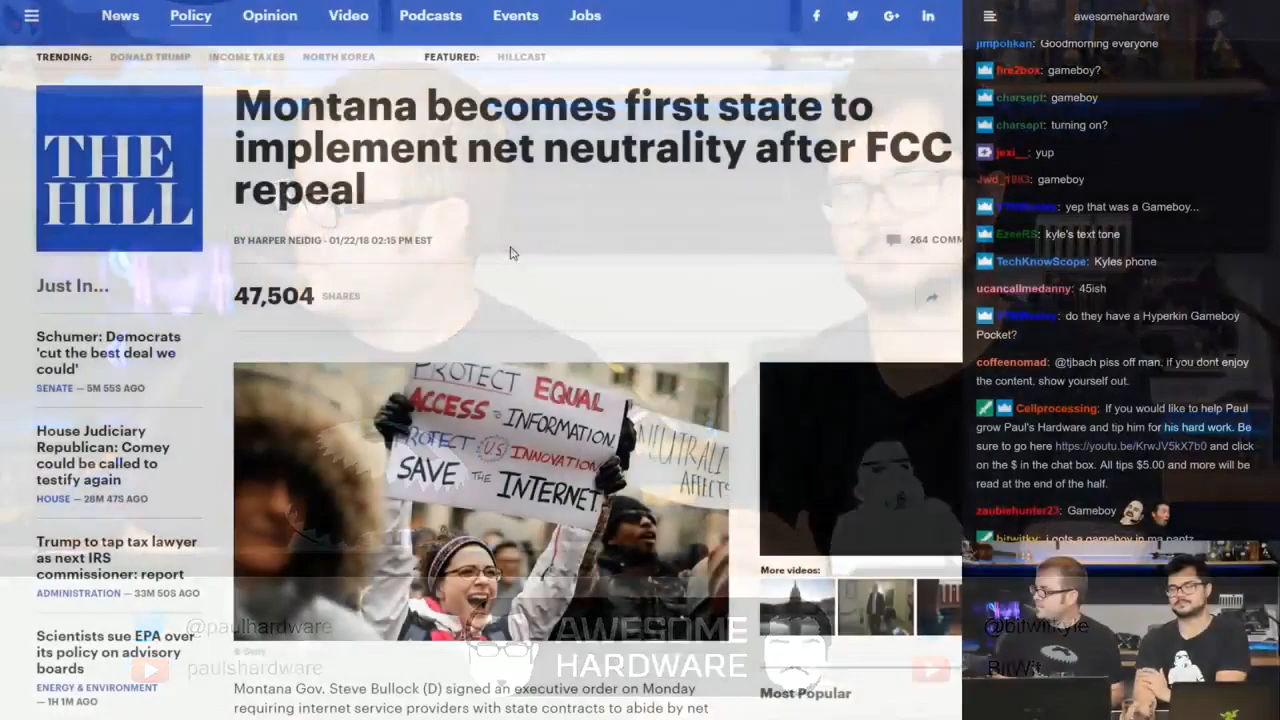 News Policy Opinion Video Podcasts Events Jobs
TRENDING: DONALD TRUMP INCOME TAXES NORTH KOREA FEATURED: HILLCAST
THE
HILL
Montana becomes first state to
implement net neutrality after FCC
repeal
BY HARPER NEIDIG - 01/22/18 02:15 PM EST
264 COMM
47,504 SHARES
Just In...
Schumer: Democrats
'cut the best deal we
could'
SENATE — 5M 55S AGO
House Judiciary
Republican: Comey
could be called to
testify again
HOUSE — 28M 47S AGO
Trump to tap tax lawyer
as next IRS
commissioner: report
ADMINISTRATION — 33M 50S AGO
Scientists sue EPA over
its policy on advisory
boards
ENERGY & ENVIRONMENT
— 1H 1M AGO
PROTECT EQUAL
ACCESS = INFORMATION
PROTECT US INNOVATION
SAVE THE INTERNET
© Getty
Montana Gov. Steve Bullock (D) signed an executive order on Monday
requiring internet service providers with state contracts to abide by net
More videos:
Most Popular
@paulhardware
paulshardware
AWESOME
HARDWARE
@bitwitkyle
BitWit
awesomehardware
jimpolikan: Goodmorning everyone
fire2box: gameboy?
charsept: gameboy
charsept: turning on?
jexi__: yup
Jwd_1983: gameboy
: yep that was a Gameboy...
EzeeRS: kyle's text tone
TechKnowScope: Kyles phone
ucancallmedanny: 45ish
: do they have a Hyperkin Gameboy
Pocket?
coffeenomad: @tjbach piss off man, if you dont enjoy
the content, show yourself out.
Cellprocessing: If you would like to help Paul
grow Paul's Hardware and tip him for his hard work. Be
sure to go here https://youtu.be/KrwJV5kX7b0 and click
on the $ in the chat box. All tips $5.00 and more will be
read at the end of the half.
zaubiehunter23: Gameboy
bitwitky: i gots a gameboy in ma pantz